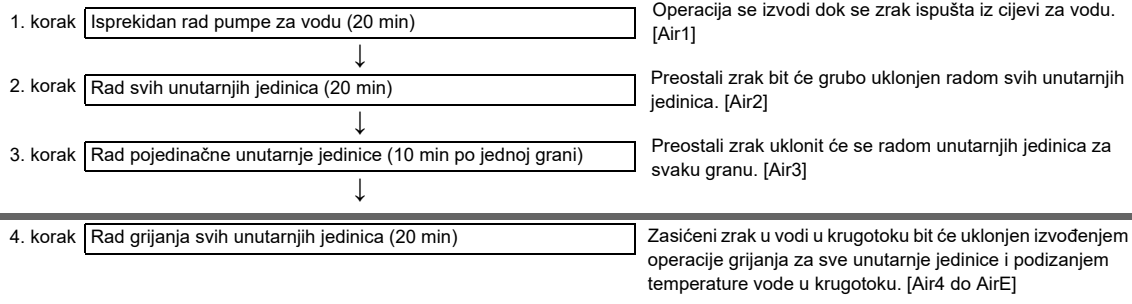 1. korak Isprekidan rad pumpe za vodu (20 min)
Operacija se izvodi dok se zrak ispušta iz cijevi za vodu.
[Air1]
↓
2. korak Rad svih unutarnjih jedinica (20 min)
Preostali zrak bit će grubo uklonjen radom svih unutarnjih
jedinica. [Air2]
↓
3. korak Rad pojedinačne unutarnje jedinice (10 min po jednoj grani)
Preostali zrak uklonit će se radom unutarnjih jedinica za
svaku granu. [Air3]
↓
4. korak Rad grijanja svih unutarnjih jedinica (20 min)
Zasićeni zrak u vodi u krugotoku bit će uklonjen izvođenjem
operacije grijanja za sve unutarnje jedinice i podizanjem
temperature vode u krugotoku. [Air4 do AirE]